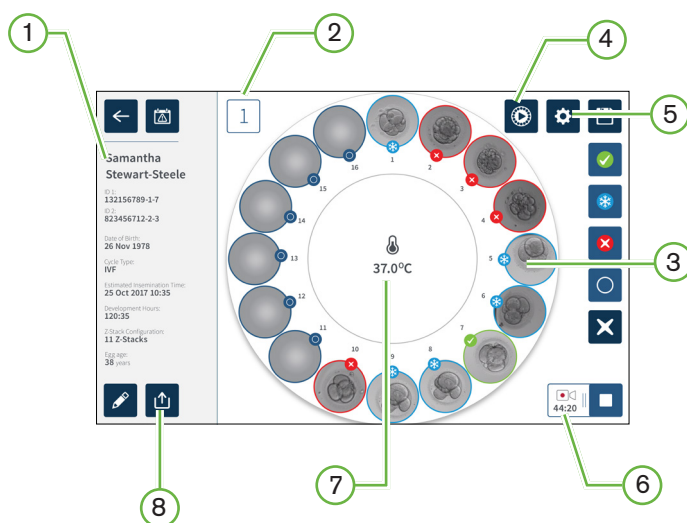 1
2
4
5
1
Samantha
Stewart-Steele
ID 1:
132156789-1-7
ID 2:
823456712-2-3
Date of Birth:
26 Nov 1978
Cycle Type:
IVF
Estimated Insemination Time:
25 Oct 2017 10:35
Development Hours:
120:35
Z-Stack Configuration:
11 Z-Stacks
Egg age:
38 years
16
1
2
15
3
14
4
13
5
37.0°C
3
12
6
11
7
10
9
8
44:20
8
7
6